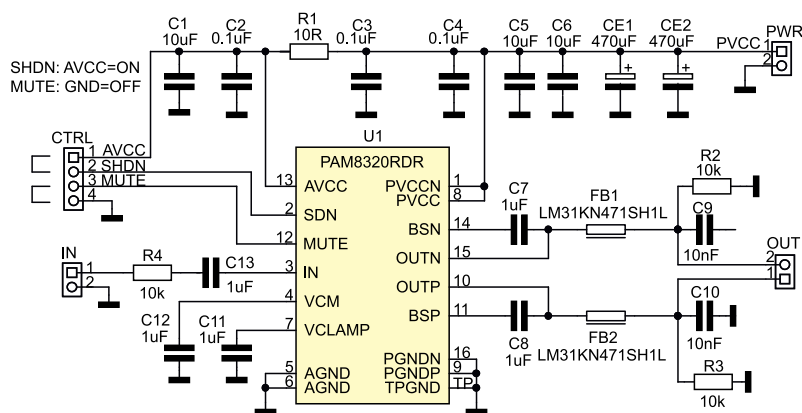 C1
10uF
C2
0.1uF
R1
10R
C3
0.1uF
C4
0.1uF
C5
10uF
C6
10uF
CE1
470uF
+
CE2
470uF
+
PVCC
PWR
1
2
SHDN: AVCC=ON
MUTE: GND=OFF
CTRL
1 AVCC
2 SHDN
3 MUTE
4
U1
PAM8320RDR
13 AVCC
2 SDN
12 MUTE
3 IN
4 VCM
7 VCLAMP
5 AGND
6 AGND
PVCCN 1
PVCC 8
BSN 14
OUTN 15
OUTP 10
BSP 11
PGNDN 16
PGNDP 9
TPGND TP
IN
1
2
R4
10k
C13
1uF
C12
1uF
C11
1uF
C7
1uF
FB1
LM31KN471SH1L
R2
10k
C9
10nF
OUT
2
1
C8
1uF
FB2
LM31KN471SH1L
C10
10nF
R3
10k